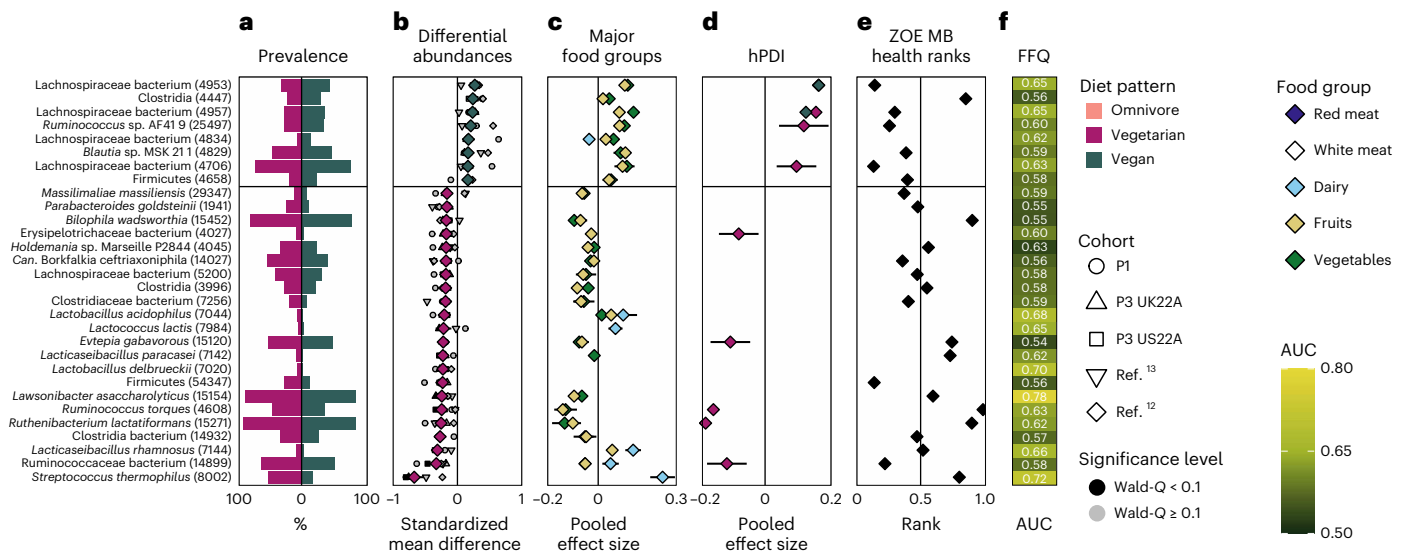 a b c d e f
Prevalence
Differential
abundances
Major
food groups
hPDI
ZOE MB
health ranks
FFQ
Lachnospiraceae bacterium (4953) 0.65
Clostridia (4447) 0.56
Lachnospiraceae bacterium (4957) 0.65
Ruminococcus sp. AF41 9 (25497) 0.60
Lachnospiraceae bacterium (4834) 0.62
Blautia sp. MSK 21 1 (4829) 0.59
Lachnospiraceae bacterium (4706) 0.63
Firmicutes (4658) 0.58
Massilimaliae massiliensis (29347) 0.59
Parabacteroides goldsteinii (1941) 0.55
Bilophila wadsworthia (15452) 0.55
Erysipelotrichaceae bacterium (4027) 0.60
Holdemania sp. Marseille P2844 (4045) 0.63
Can. Borkfalkia ceftriaxoniphila (14027) 0.56
Lachnospiraceae bacterium (5200) 0.58
Clostridia (3996) 0.58
Clostridiaceae bacterium (7256) 0.59
Lactobacillus acidophilus (7044) 0.68
Lactococcus lactis (7984) 0.65
Evtepia gabavorous (15120) 0.54
Lacticaseibacillus paracasei (7142) 0.62
Lactobacillus delbrueckii (7020) 0.70
Firmicutes (54347) 0.56
Lawsonibacter asaccharolyticus (15154) 0.78
Ruminococcus torques (4608) 0.63
Ruthenibacterium lactatiformans (15271) 0.62
Clostridia bacterium (14932) 0.57
Lacticaseibacillus rhamnosus (7144) 0.66
Ruminococcaceae bacterium (14899) 0.58
Streptococcus thermophilus (8002) 0.72
100 0 100
%
−1 0 1
Standardized
mean difference
−0.2 0 0.3
Pooled
effect size
−0.2 0 0.2
Pooled
effect size
0 0.5 1.0
Rank
AUC
Diet pattern
Omnivore
Vegetarian
Vegan
Cohort
P1
P3 UK22A
P3 US22A
Ref. 13
Ref. 12
Significance level
Wald-Q < 0.1
Wald-Q ≥ 0.1
Food group
Red meat
White meat
Dairy
Fruits
Vegetables
AUC
0.80
0.65
0.50